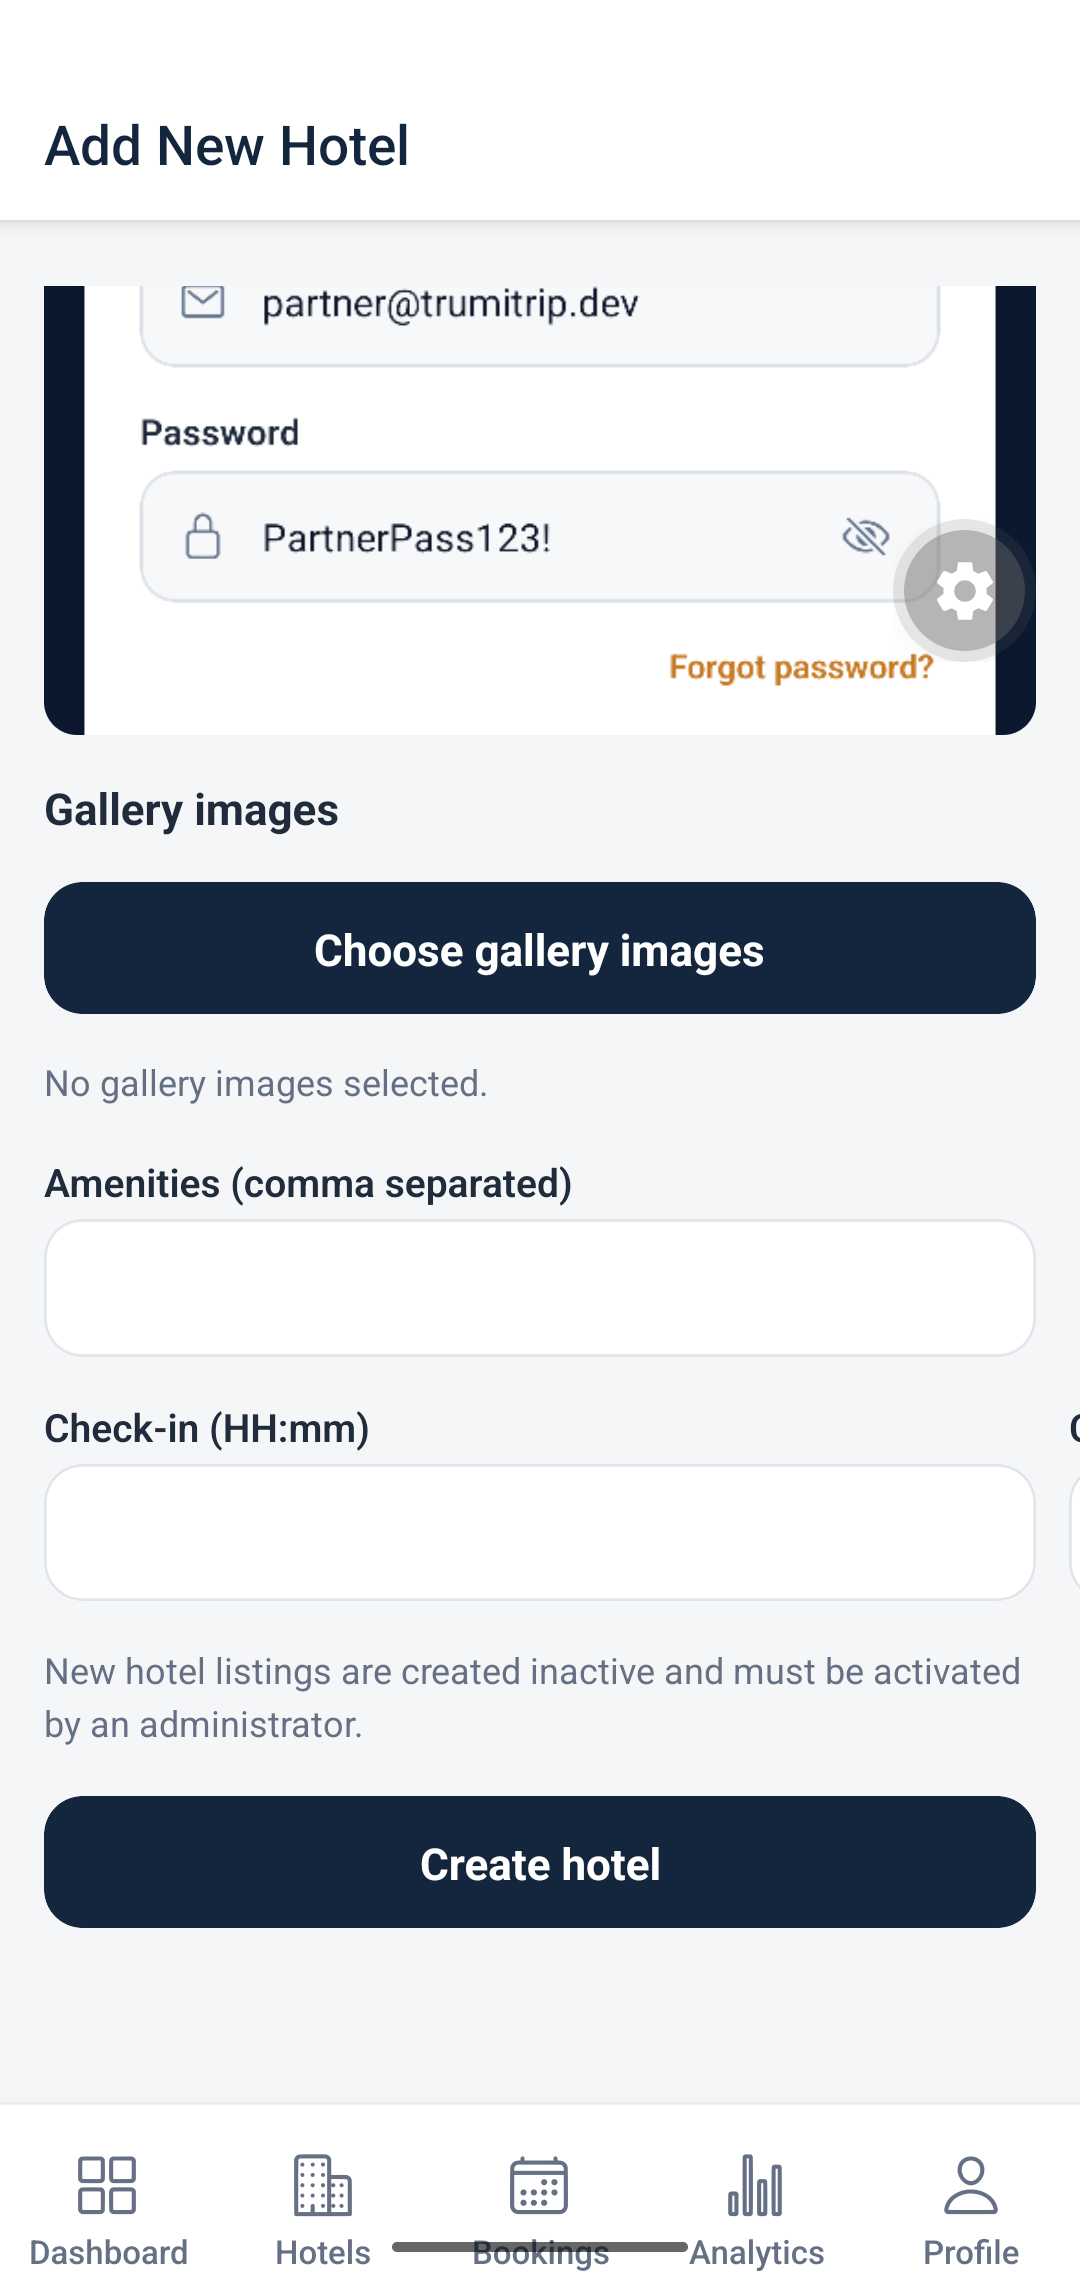 Add New Hotel
partner@trumitrip.dev
Password
PartnerPass123!
Forgot password?
Gallery images
Choose gallery images
No gallery images selected.
Amenities (comma separated)
Check-in (HH:mm)
New hotel listings are created inactive and must be activated
by an administrator.
Create hotel
Dashboard
Hotels
Bookings
Analytics
Profile